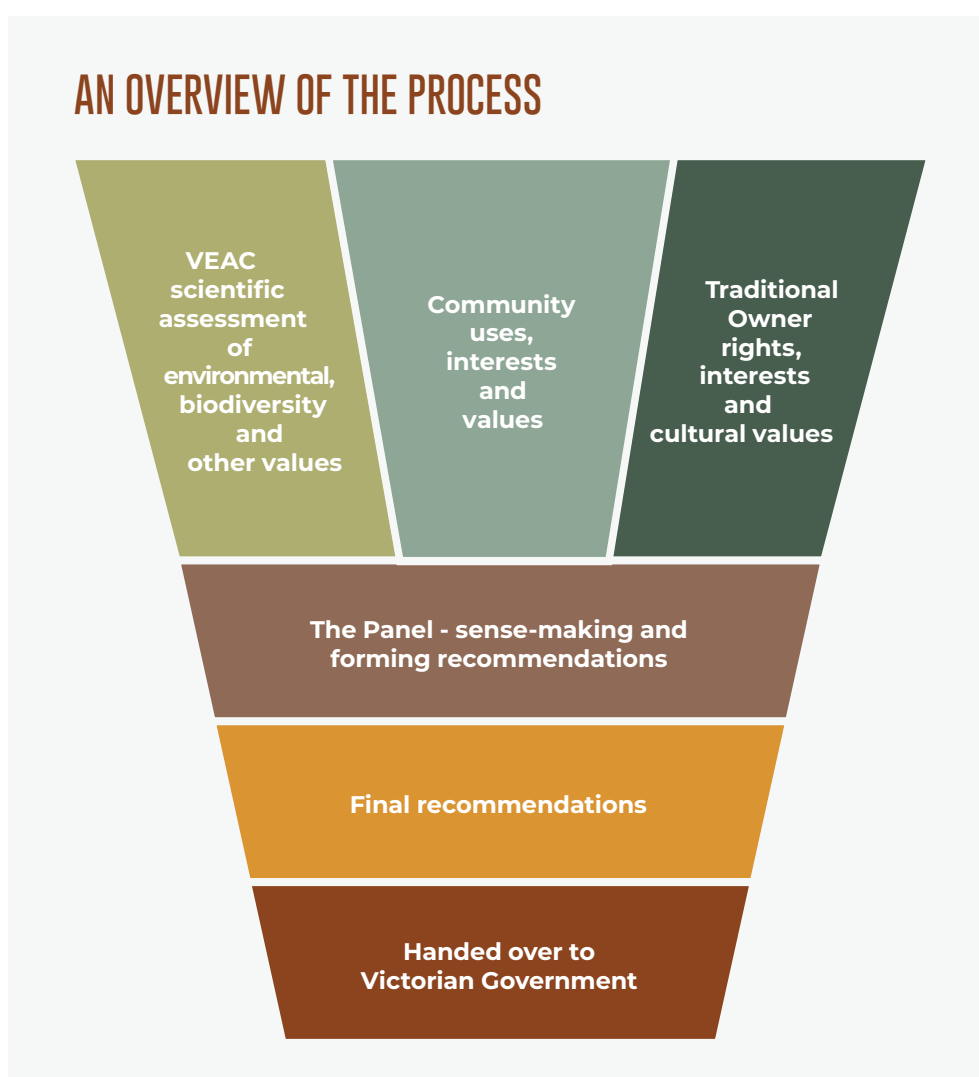 AN OVERVIEW OF THE PROCESS
VEAC
scientific
assessment
of
environmental,
biodiversity
and
other values
Community
uses,
interests
and
values
Traditional
Owner
rights,
interests
and
cultural values
The Panel - sense-making and
forming recommendations
Final recommendations
Handed over to
Victorian Government